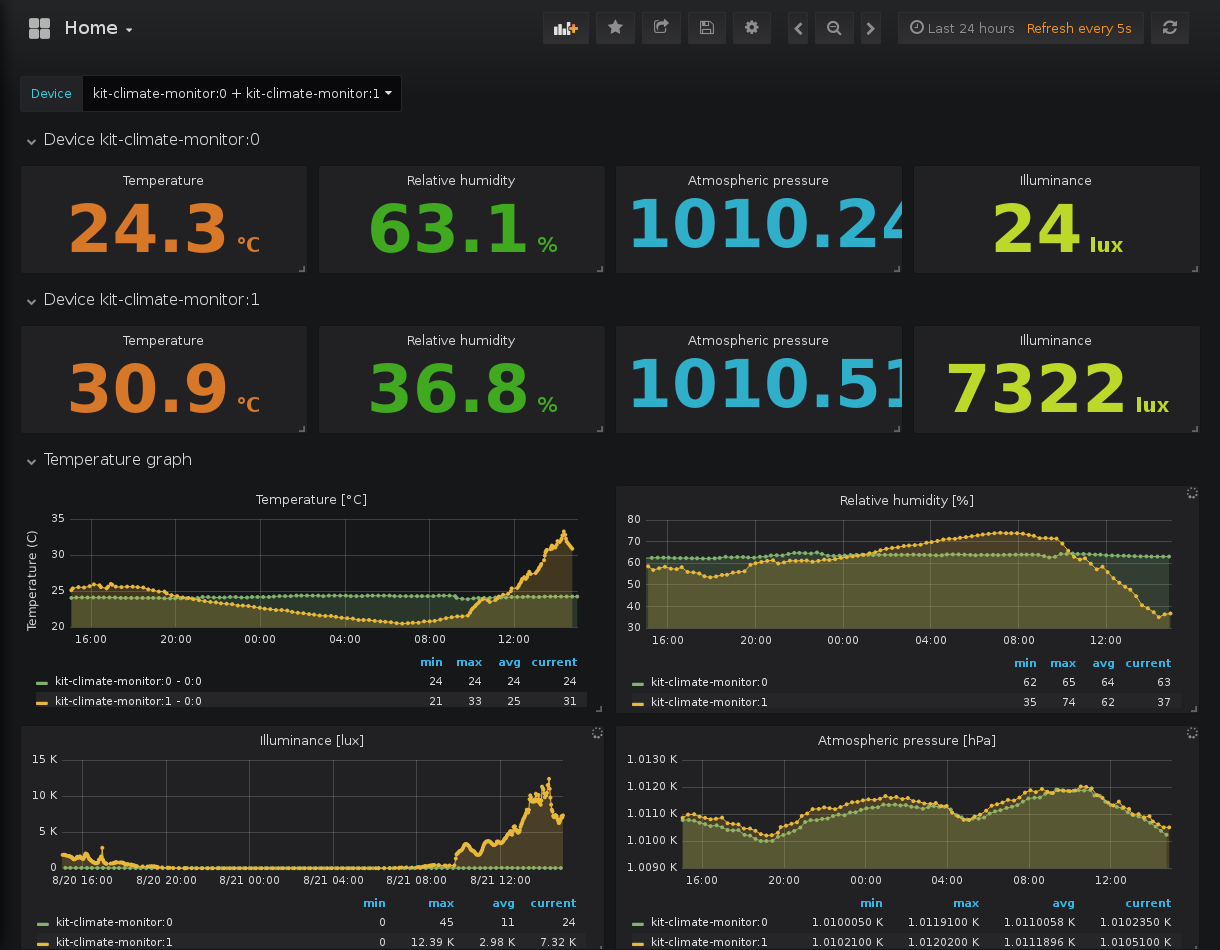 Home
Last 24 hours Refresh every 5s
Device kit-climate-monitor:0 + kit-climate-monitor:1
Device kit-climate-monitor:0
Temperature Relative humidity Atmospheric pressure Illuminance
24.3 °C 63.1 % 1010.24 24 lux
Device kit-climate-monitor:1
Temperature Relative humidity Atmospheric pressure Illuminance
30.9 °C 36.8 % 1010.51 7322 lux
Temperature graph
Temperature [°C]
Temperature (C)
35
30
25
20
16:00 20:00 00:00 04:00 08:00 12:00
min max avg current
kit-climate-monitor:0 - 0:0 24 24 24 24
kit-climate-monitor:1 - 0:0 21 33 25 31
Relative humidity [%]
80
70
60
50
40
30
16:00 20:00 00:00 04:00 08:00 12:00
min max avg current
kit-climate-monitor:0 62 65 64 63
kit-climate-monitor:1 35 74 62 37
Illuminance [lux]
15 K
10 K
5 K
0
8/20 16:00 8/20 20:00 8/21 00:00 8/21 04:00 8/21 08:00 8/21 12:00
min max avg current
kit-climate-monitor:0 0 45 11 24
kit-climate-monitor:1 0 12.39 K 2.98 K 7.32 K
Atmospheric pressure [hPa]
1.0130 K
1.0120 K
1.0110 K
1.0100 K
1.0090 K
16:00 20:00 00:00 04:00 08:00 12:00
min max avg current
kit-climate-monitor:0 1.0100050 K 1.0119100 K 1.0110058 K 1.0102350 K
kit-climate-monitor:1 1.0102100 K 1.0120200 K 1.0111896 K 1.0105100 K